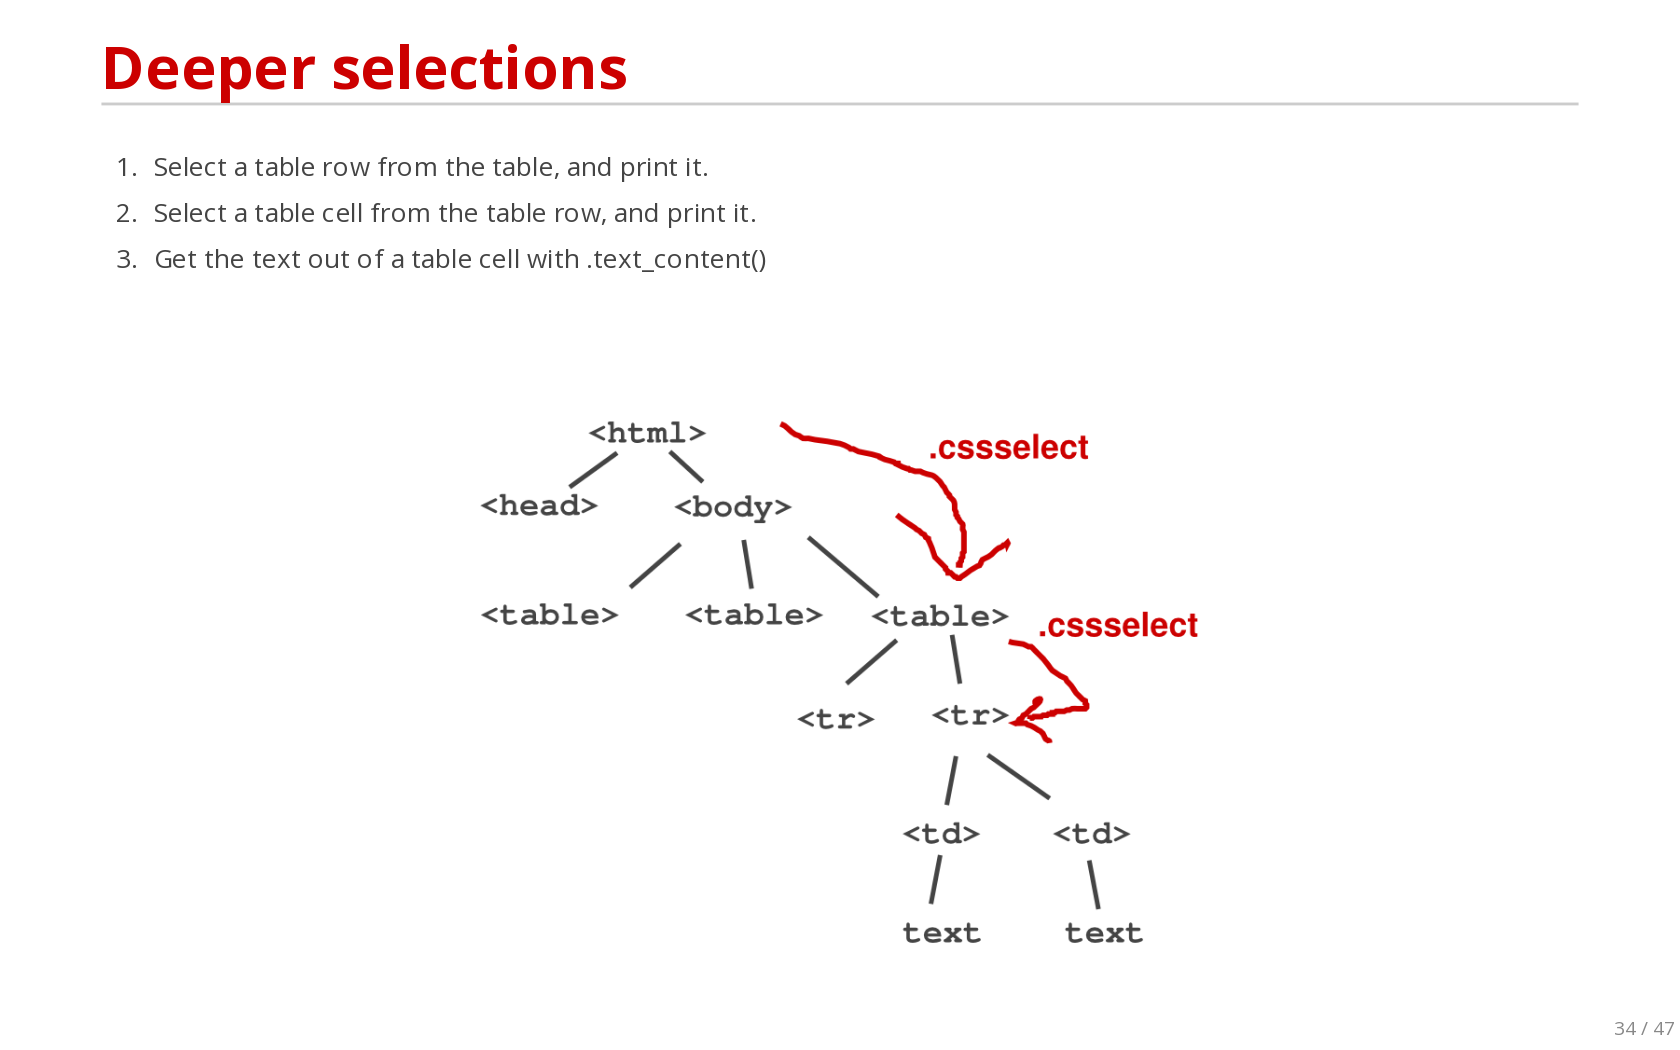 Deeper selections
1. Select a table row from the table, and print it.
2. Select a table cell from the table row, and print it.
3. Get the text out of a table cell with .text_content()
<html>
.cssselect
<head> <body>
<table> <table> <table>
.cssselect
<tr> <tr>
<td> <td>
text text
34 / 47